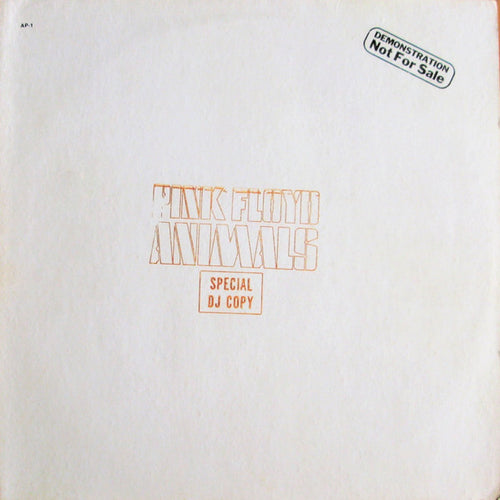 AP-1
DEMONSTRATION
Not For Sale
PINK FLOYD
ANIMALS
SPECIAL
DJ COPY